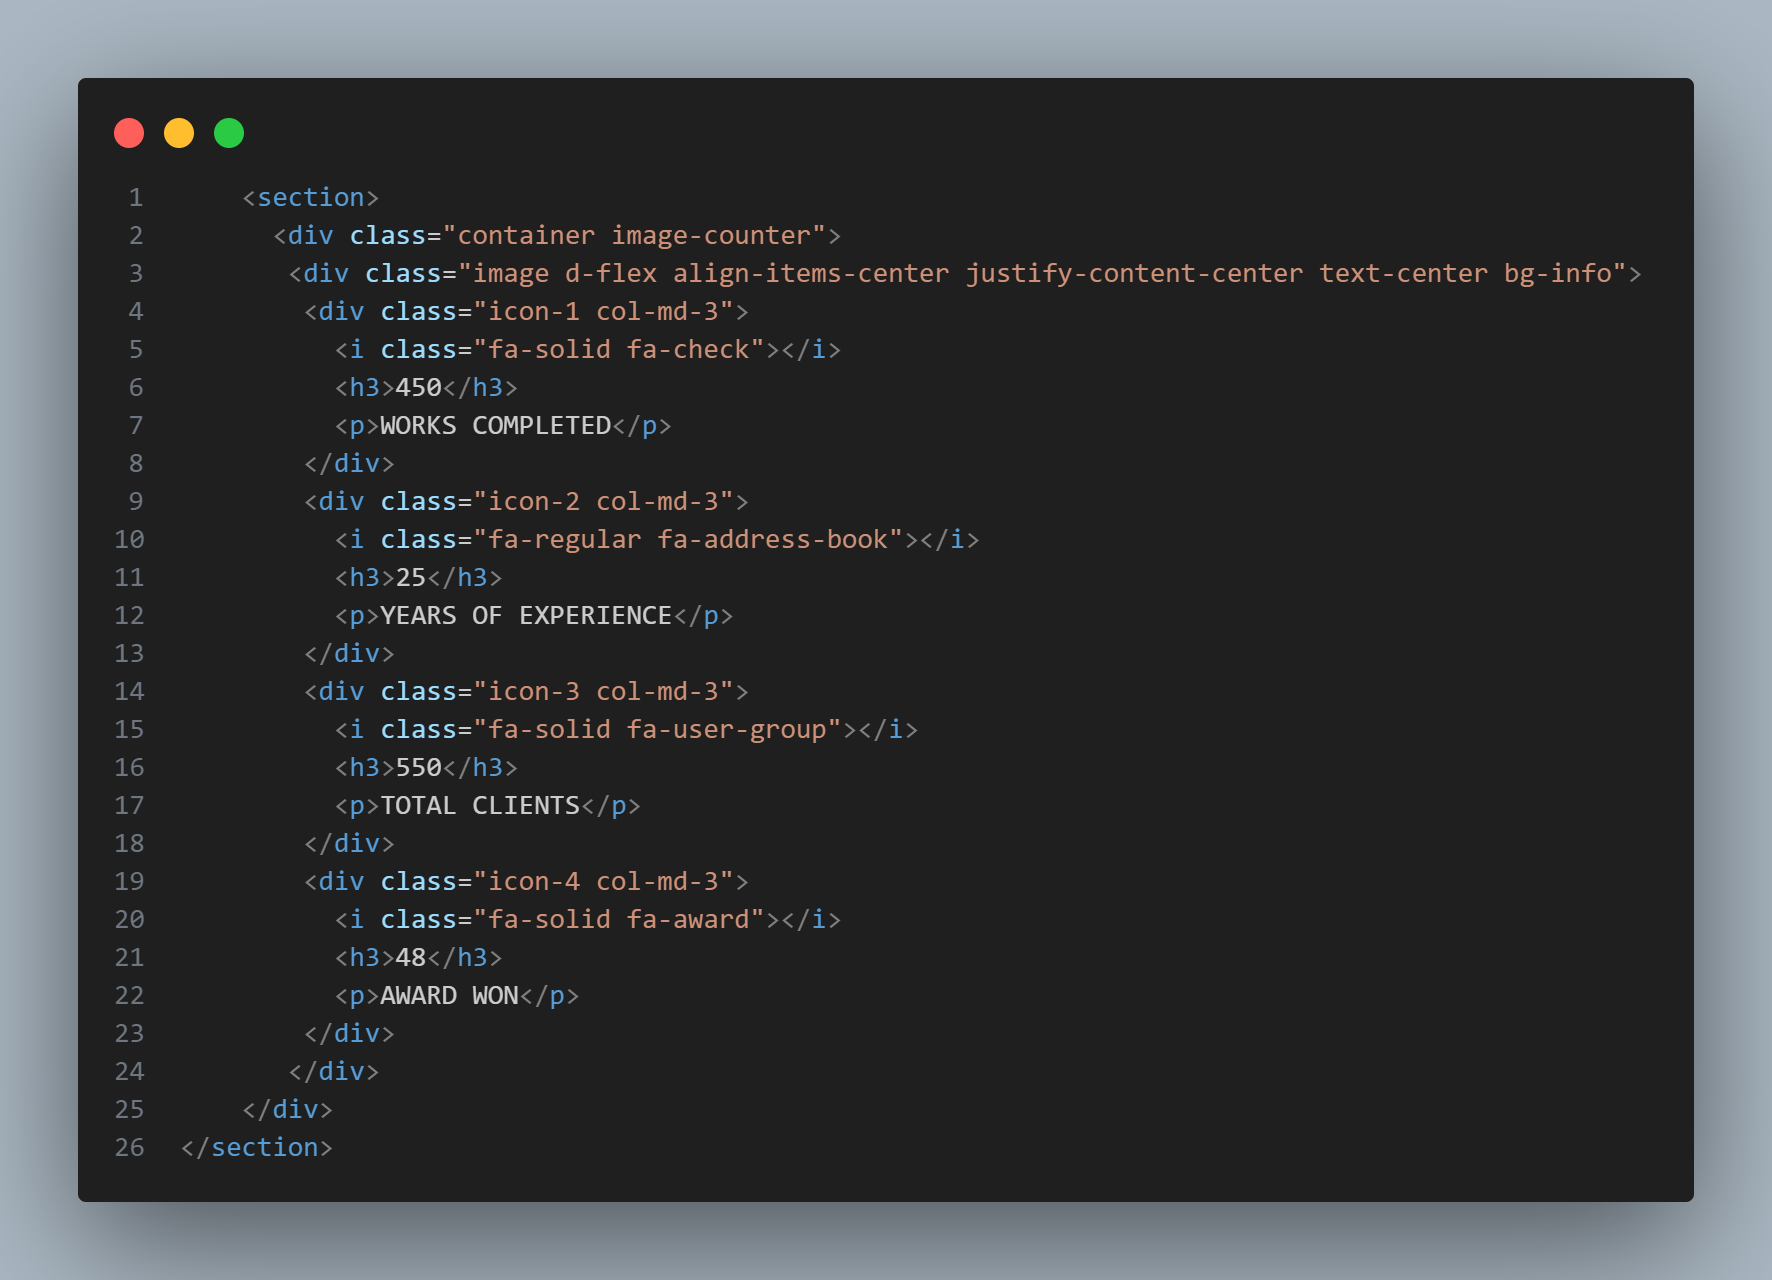 1    <section>
2      <div class="container image-counter">
3       <div class="image d-flex align-items-center justify-content-center text-center bg-info">
4        <div class="icon-1 col-md-3">
5          <i class="fa-solid fa-check"></i>
6          <h3>450</h3>
7          <p>WORKS COMPLETED</p>
8        </div>
9        <div class="icon-2 col-md-3">
10          <i class="fa-regular fa-address-book"></i>
11          <h3>25</h3>
12          <p>YEARS OF EXPERIENCE</p>
13        </div>
14        <div class="icon-3 col-md-3">
15          <i class="fa-solid fa-user-group"></i>
16          <h3>550</h3>
17          <p>TOTAL CLIENTS</p>
18        </div>
19        <div class="icon-4 col-md-3">
20          <i class="fa-solid fa-award"></i>
21          <h3>48</h3>
22          <p>AWARD WON</p>
23        </div>
24       </div>
25    </div>
26 </section>